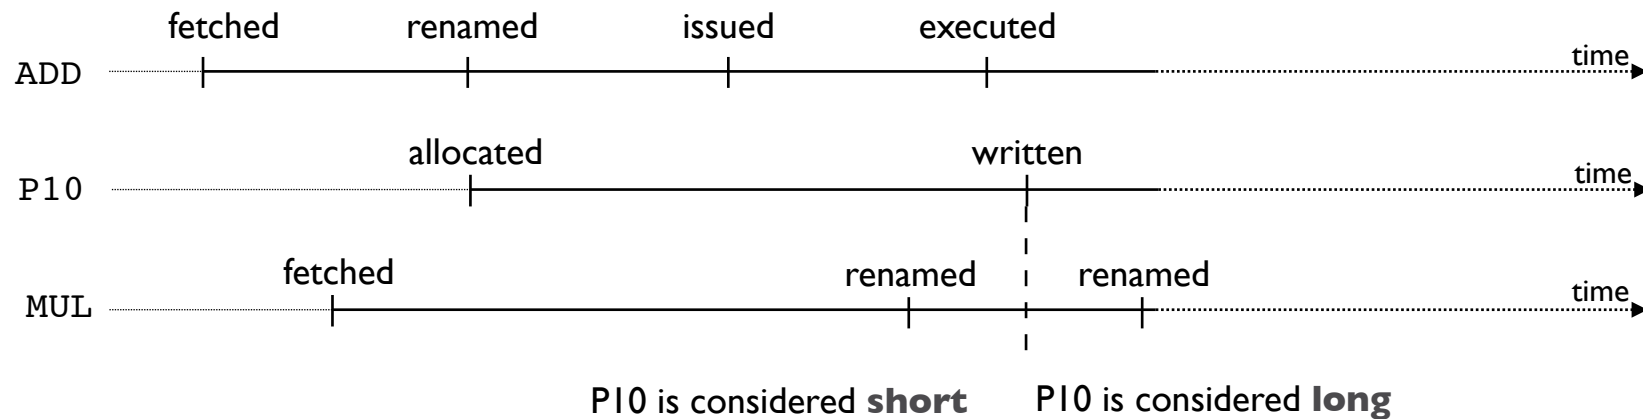 fetched renamed issued executed
ADD time
allocated written
P10 time
fetched renamed renamed
MUL time
P10 is considered short P10 is considered long